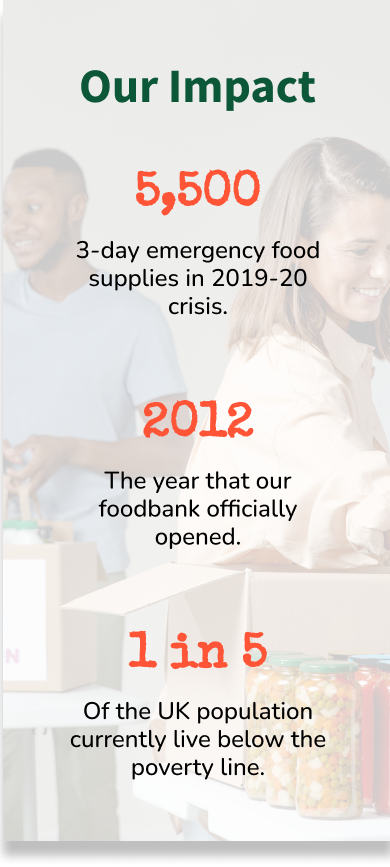 Our Impact
5,500
3-day emergency food
supplies in 2019-20
crisis.
2012
The year that our
foodbank officially
opened.
1 in 5
Of the UK population
currently live below the
poverty line.
N